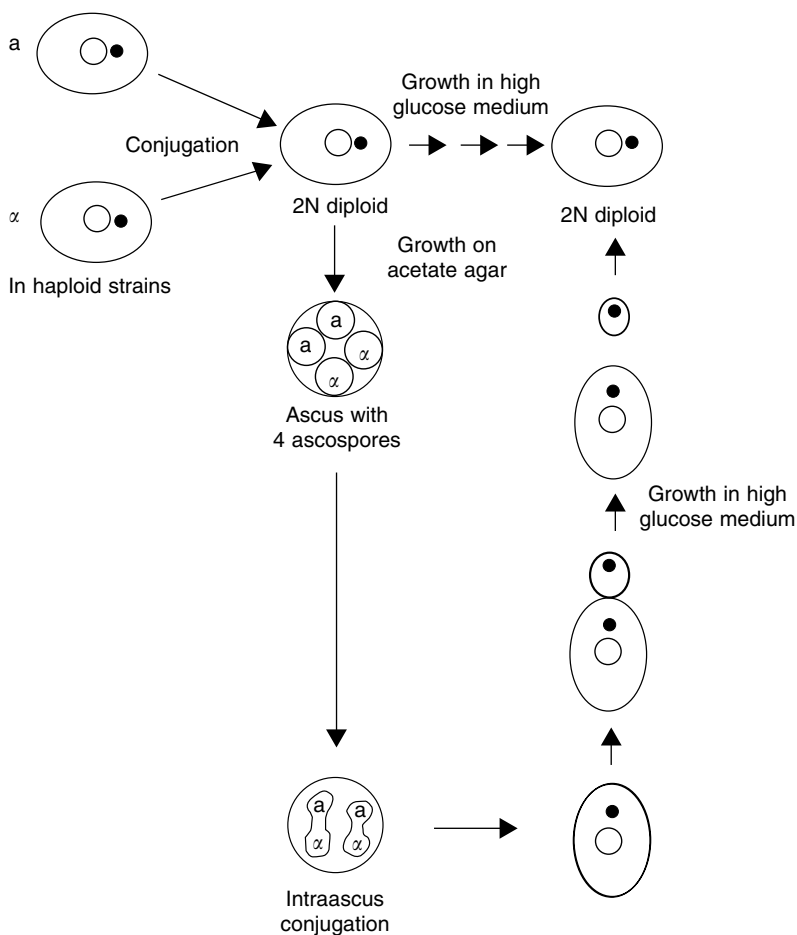 a
Growth in high
glucose medium
Conjugation
α
2N diploid
2N diploid
In haploid strains
Growth on
acetate agar
a
a
α
α
Ascus with
4 ascospores
Growth in high
glucose medium
a
a
α
α
Intraascus
conjugation